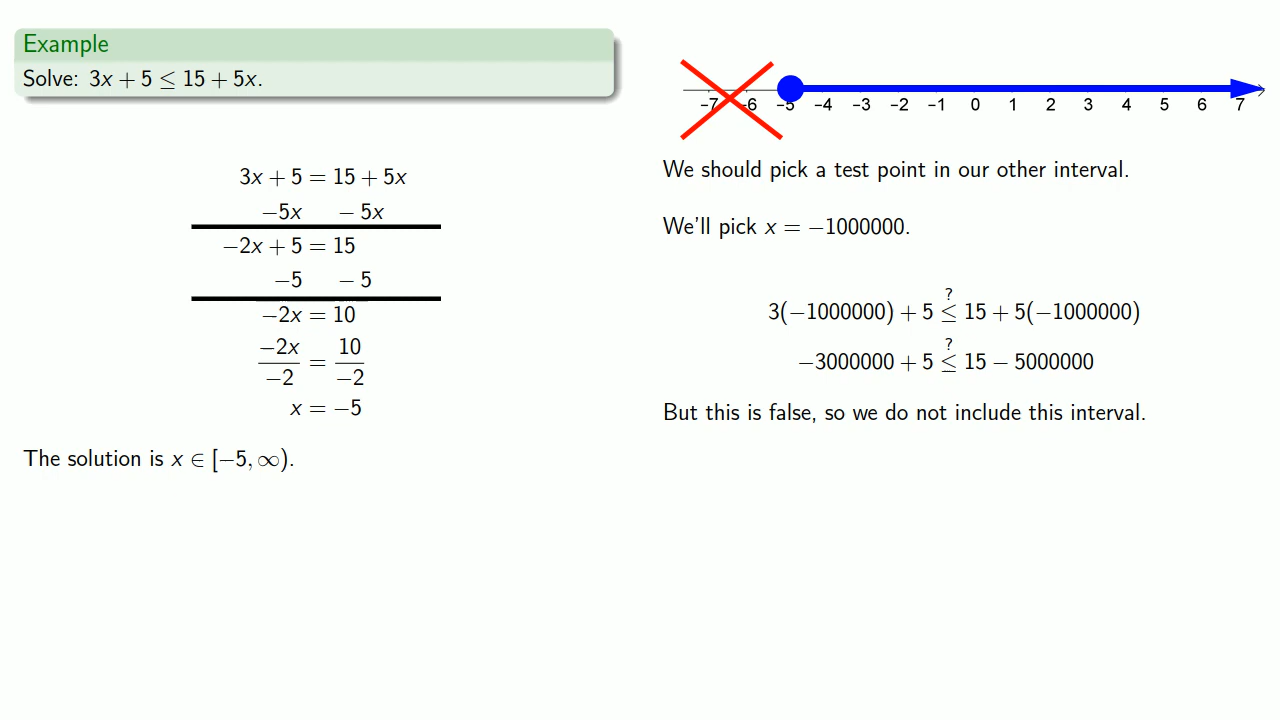 Example
Solve: 3x + 5 ≤ 15 + 5x.
3x + 5 = 15 + 5x
−5x − 5x
−2x + 5 = 15
−5 − 5
−2x = 10
−2x/−2 = 10/−2
x = −5
The solution is x ∈ [−5, ∞).
-7 -6 -5 -4 -3 -2 -1 0 1 2 3 4 5 6 7
We should pick a test point in our other interval.
We'll pick x = −1000000.
3(−1000000) + 5 ≤? 15 + 5(−1000000)
−3000000 + 5 ≤? 15 − 5000000
But this is false, so we do not include this interval.